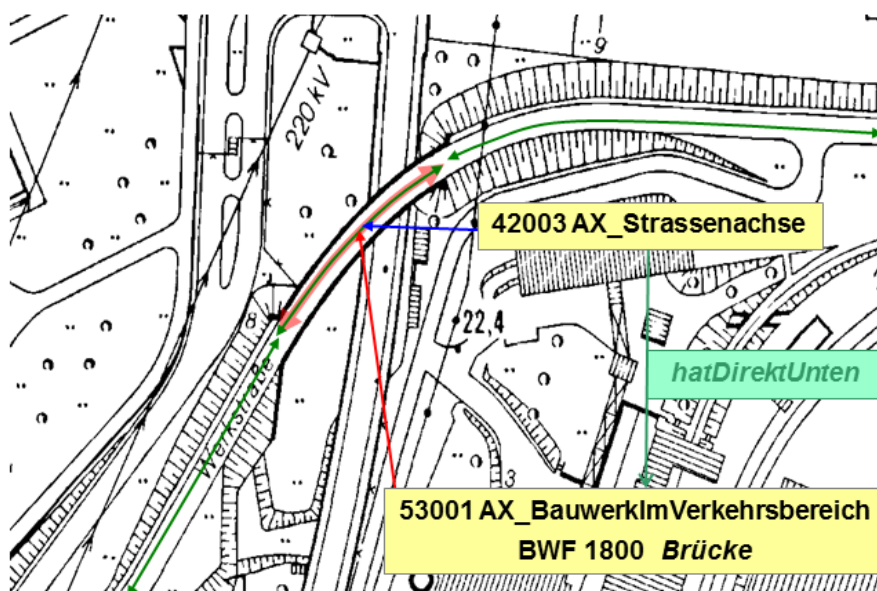 9
220 kV
42003 AX_Strassenachse
22,4
hatDirektUnten
Werkstraße
3
53001 AX_BauwerkImVerkehrsbereich
BWF 1800 Brücke